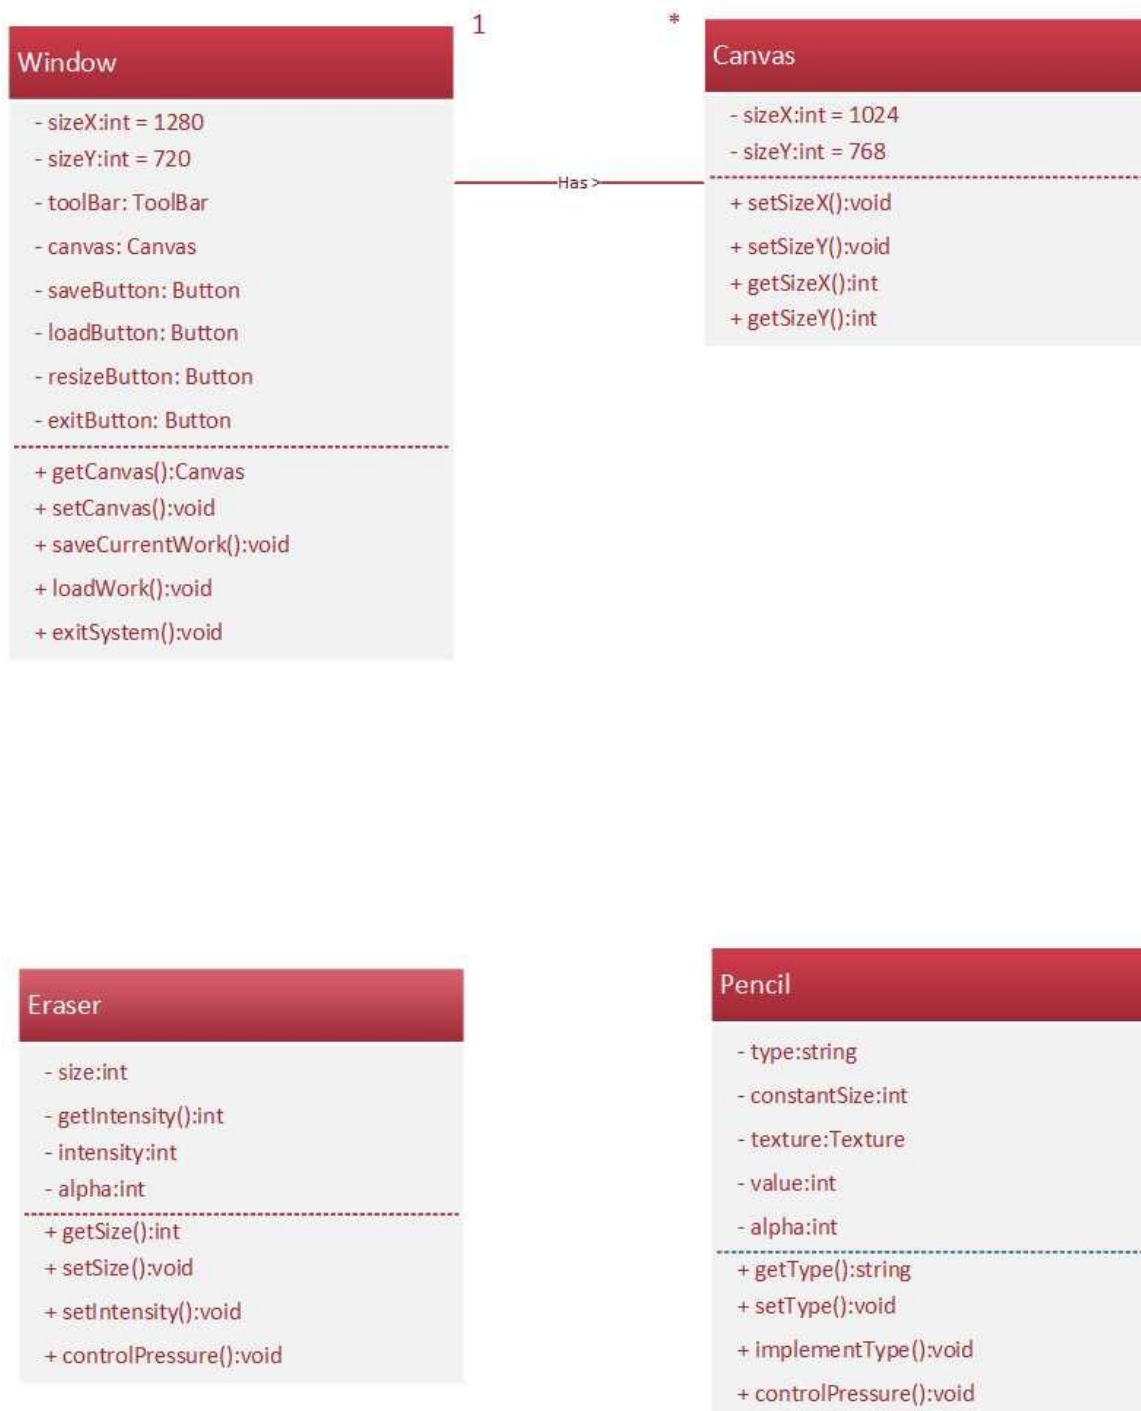 1
*
Window
- sizeX:int = 1280
- sizeY:int = 720
- toolBar: ToolBar
- canvas: Canvas
- saveButton: Button
- loadButton: Button
- resizeButton: Button
- exitButton: Button
+ getCanvas():Canvas
+ setCanvas():void
+ saveCurrentWork():void
+ loadWork():void
+ exitSystem():void
Has >
Canvas
- sizeX:int = 1024
- sizeY:int = 768
+ setSizeX():void
+ setSizeY():void
+ getSizeX():int
+ getSizeY():int
Eraser
- size:int
- getIntensity():int
- intensity:int
- alpha:int
+ getSize():int
+ setSize():void
+ setIntensity():void
+ controlPressure():void
Pencil
- type:string
- constantSize:int
- texture:Texture
- value:int
- alpha:int
+ getType():string
+ setType():void
+ implementType():void
+ controlPressure():void